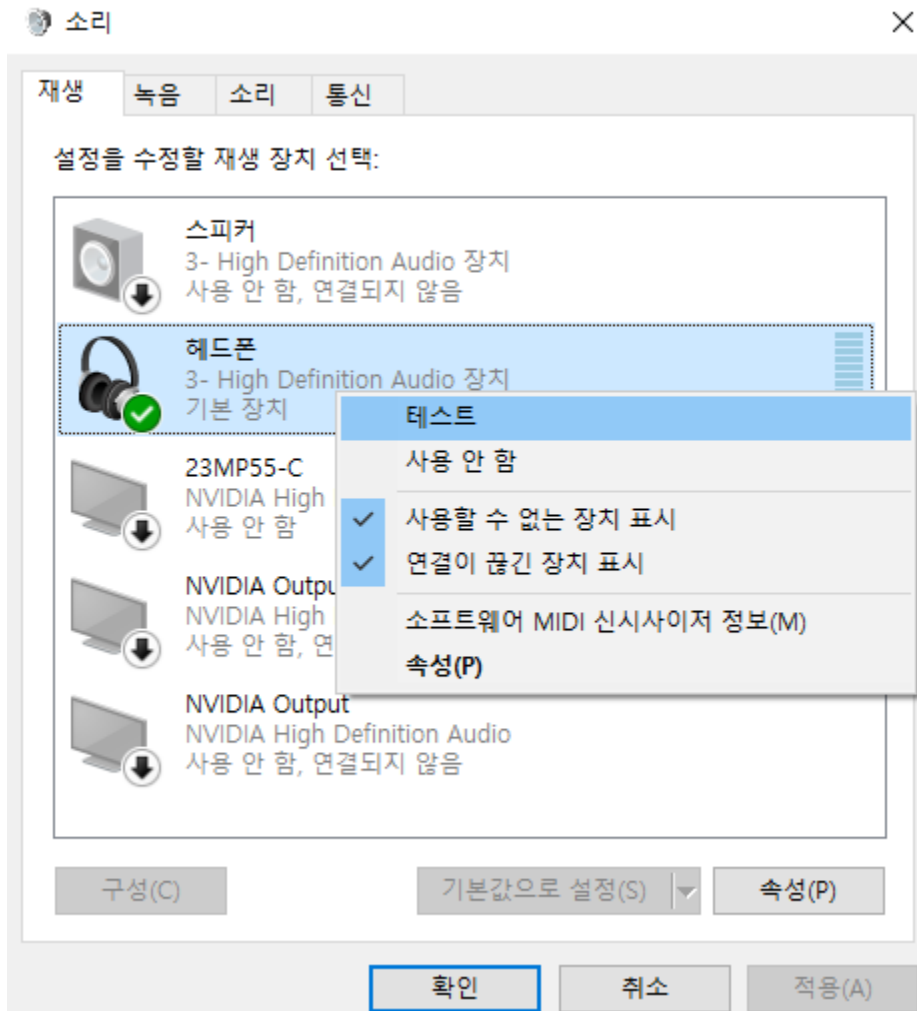 소리
재생
녹음
소리
통신
설정을 수정할 재생 장치 선택:
스피커
3- High Definition Audio 장치
사용 안 함, 연결되지 않음
헤드폰
3- High Definition Audio 장치
기본 장치
테스트
사용 안 함
사용할 수 없는 장치 표시
연결이 끊긴 장치 표시
소프트웨어 MIDI 신시사이저 정보(M)
속성(P)
23MP55-C
NVIDIA High
사용 안 함
NVIDIA Outpu
NVIDIA High
사용 안 함, 연
NVIDIA Output
NVIDIA High Definition Audio
사용 안 함, 연결되지 않음
구성(C)
기본값으로 설정(S)
속성(P)
확인
취소
적용(A)